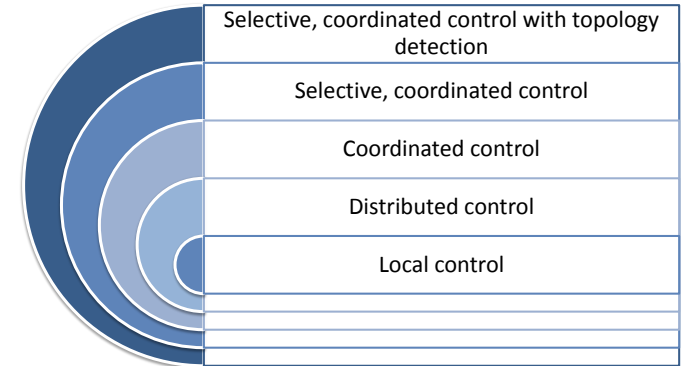 Selective, coordinated control with topology
detection
Selective, coordinated control
Coordinated control
Distributed control
Local control